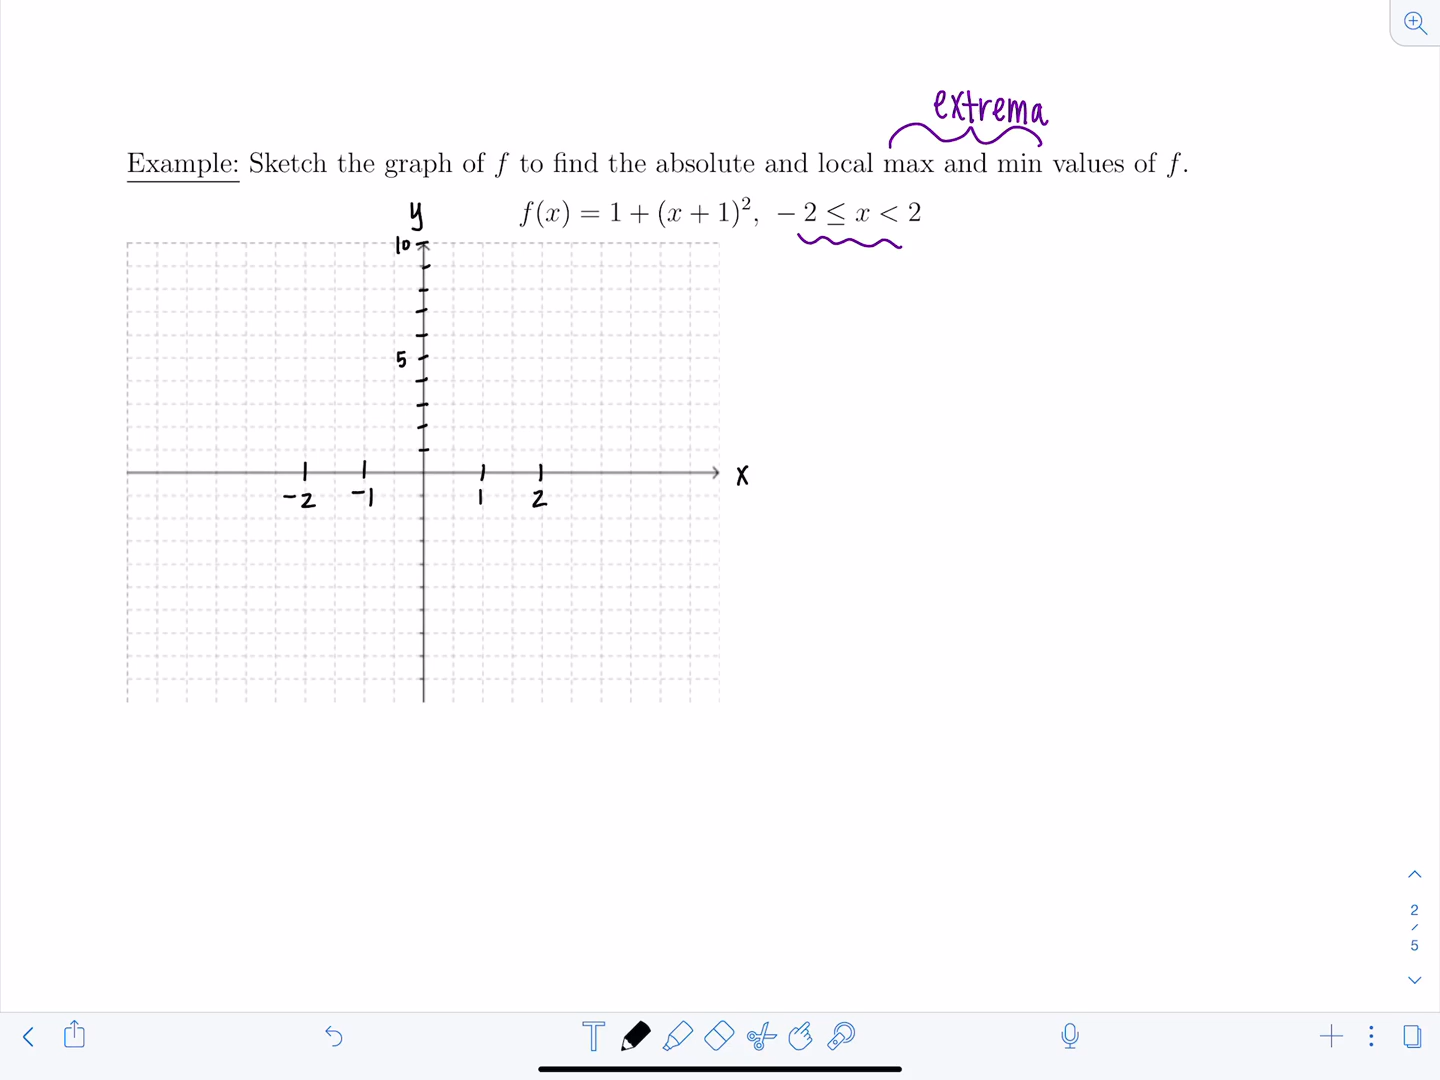 extrema
Example: Sketch the graph of f to find the absolute and local max and min values of f.
f(x) = 1 + (x + 1)², − 2 ≤ x < 2
y
10
5
x
-2 -1 1 2
2
/
5
T